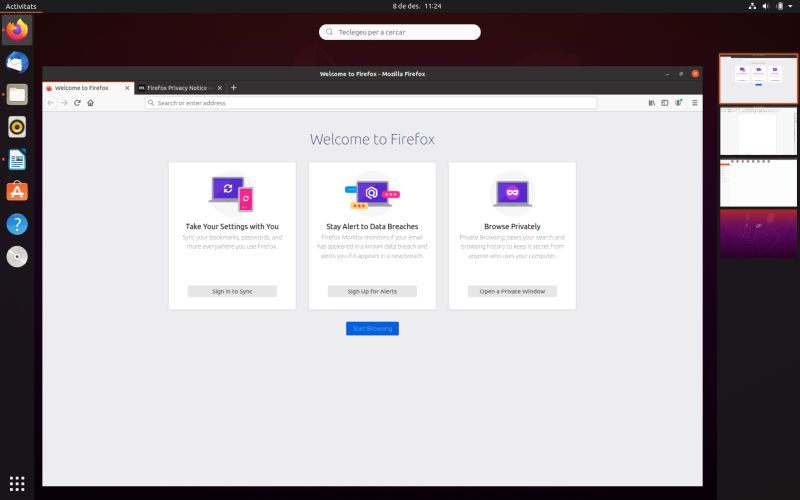 Activitats
8 de des. 11:24
Teclegeu per a cercar
Welcome to Firefox - Mozilla Firefox
Welcome to Firefox
Firefox Privacy Notice
Search or enter address
Welcome to Firefox
Take Your Settings with You
Sync your bookmarks, passwords, and
more everywhere you use Firefox.
Sign in to Sync
Stay Alert to Data Breaches
Firefox Monitor monitors if your email
has appeared in a known data breach and
alerts you if it appears in a new breach.
Sign Up for Alerts
Browse Privately
Private Browsing clears your search and
browsing history to keep it secret from
anyone who uses your computer.
Open a Private Window
Start Browsing